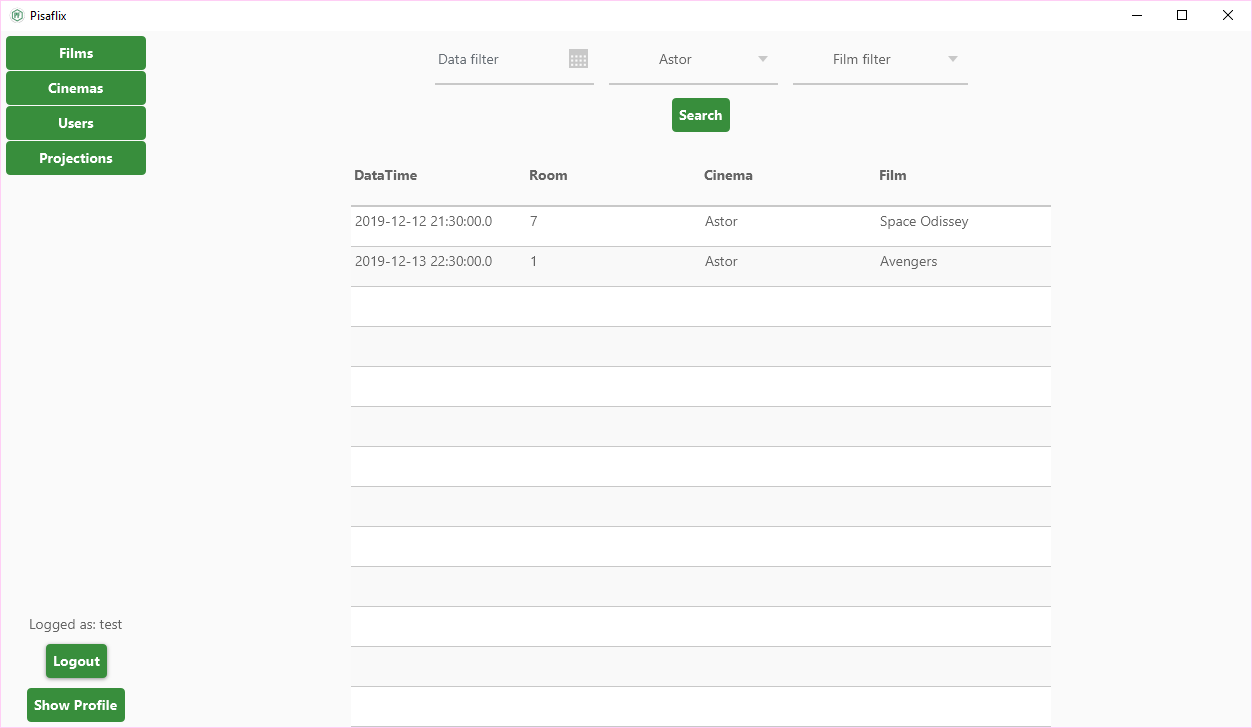 Pisaflix
Films
Cinemas
Users
Projections
Data filter
Astor
Film filter
Search
DataTime Room Cinema Film
2019-12-12 21:30:00.0 7 Astor Space Odissey
2019-12-13 22:30:00.0 1 Astor Avengers
Logged as: test
Logout
Show Profile